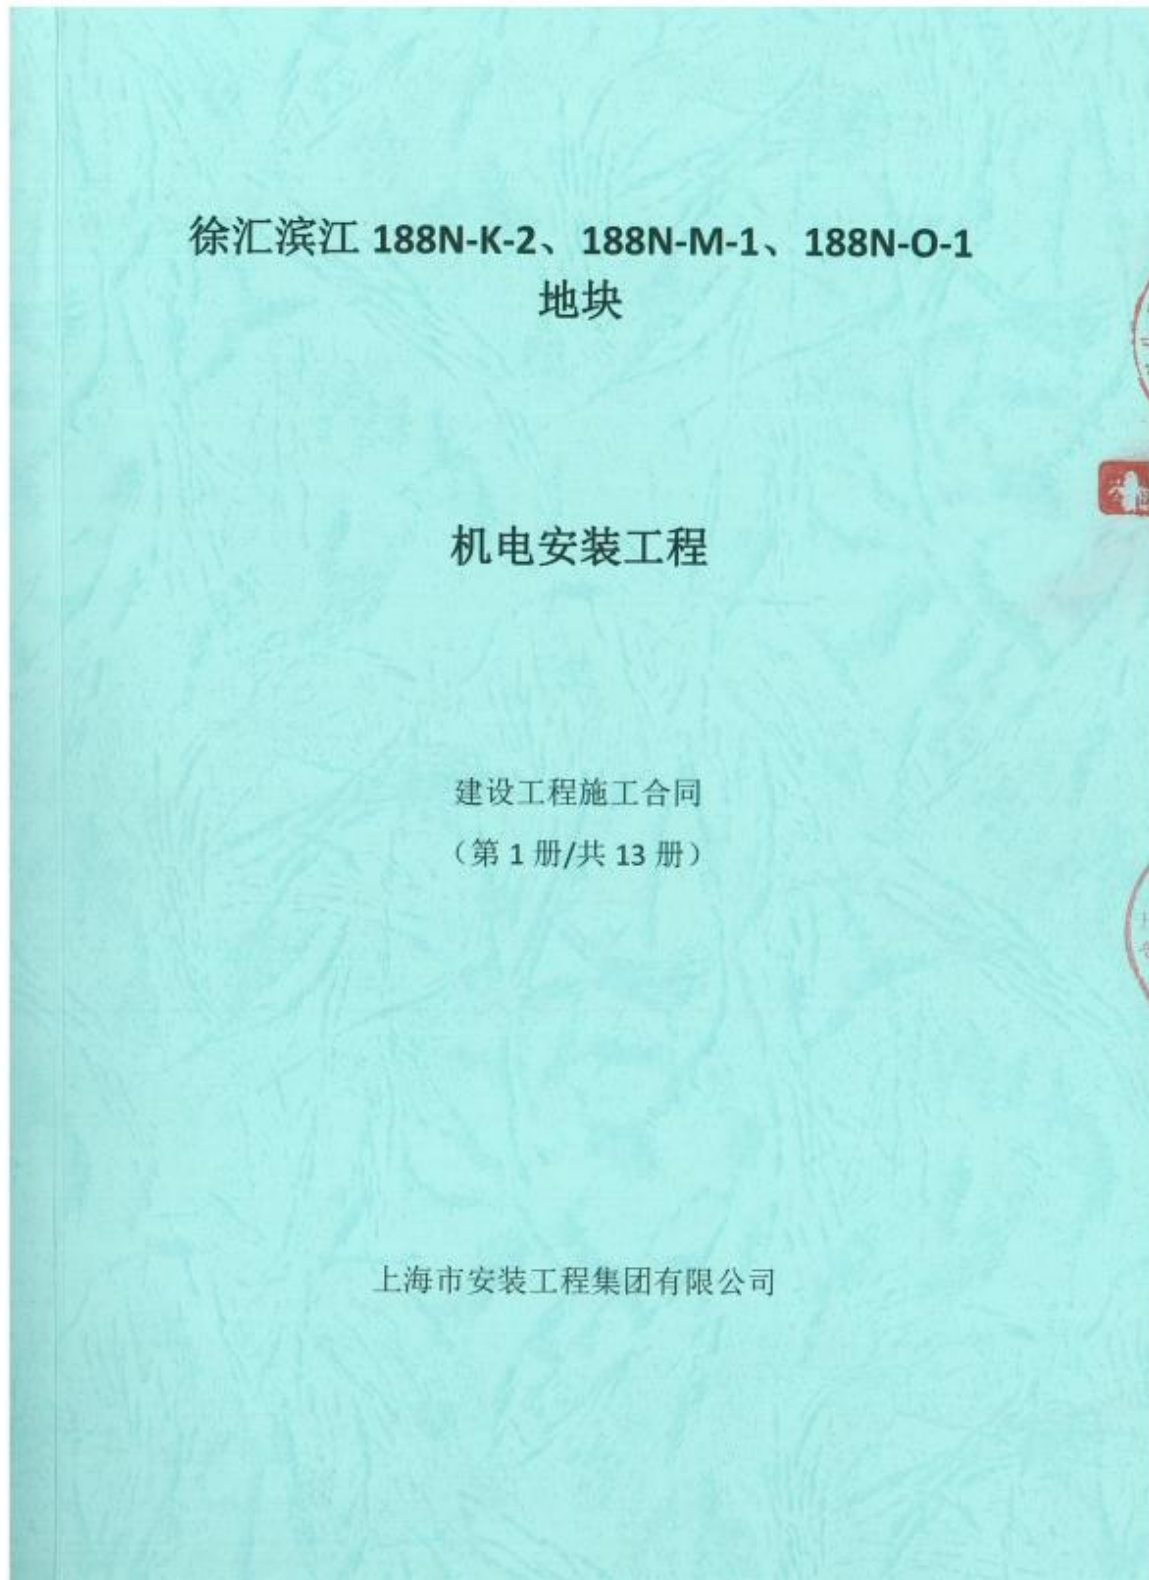 徐汇滨江 188N-K-2、188N-M-1、188N-O-1
地块
机电安装工程
建设工程施工合同
（第 1 册/共 13 册）
上海市安装工程集团有限公司